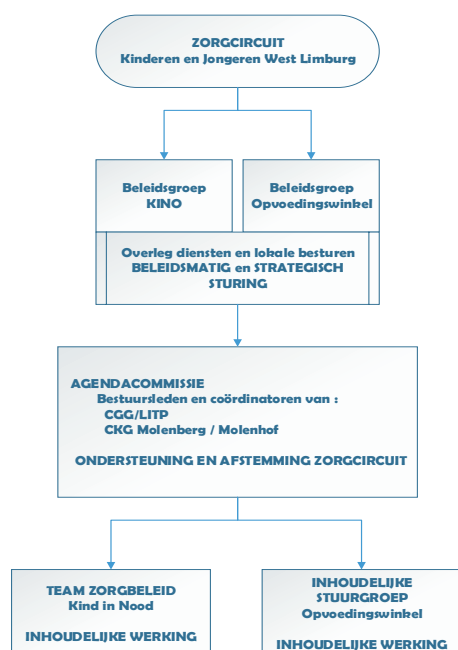 ZORGCIRCUIT
Kinderen en Jongeren West Limburg
Beleidsgroep
KINO
Beleidsgroep
Opvoedingswinkel
Overleg diensten en lokale besturen
BELEIDSMATIG en STRATEGISCH
STURING
AGENDACOMMISSIE
Bestuursleden en coördinatoren van :
CGG/LITP
CKG Molenberg / Molenhof
ONDERSTEUNING EN AFSTEMMING ZORGCIRCUIT
TEAM ZORGBELEID
Kind in Nood
INHOUDELIJKE WERKING
INHOUDELIJKE
STUURGROEP
Opvoedingswinkel
INHOUDELIJKE WERKING